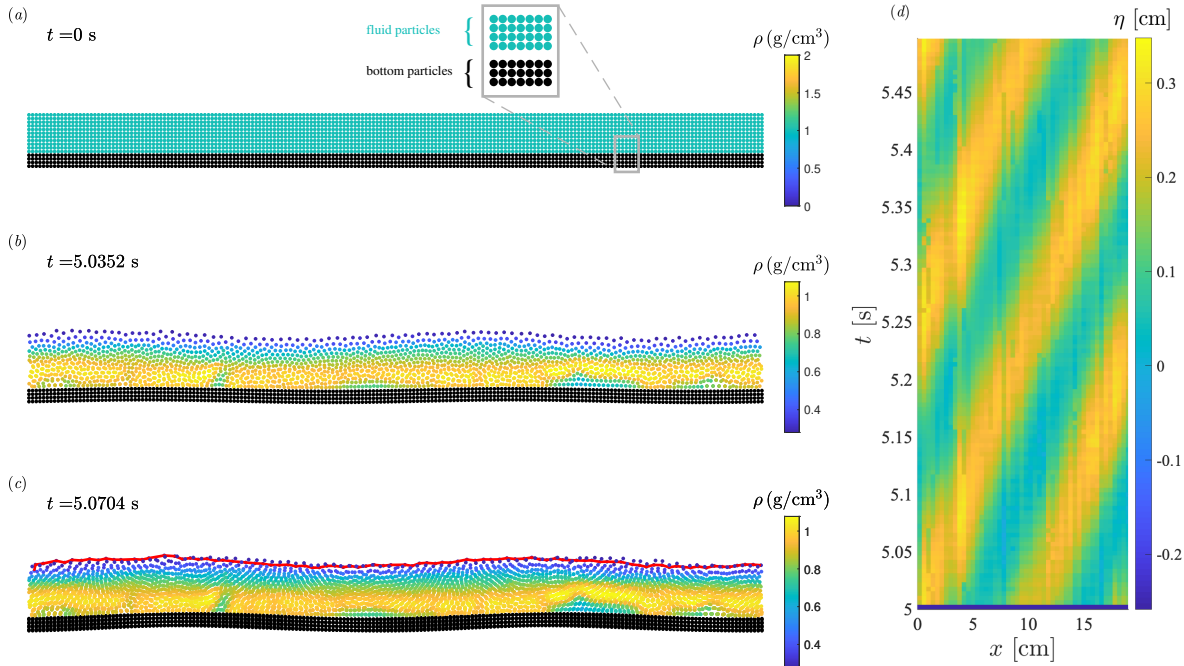 (a)
t =0 s
fluid particles {
bottom particles {
ρ (g/cm³)
2
1.5
1
0.5
0
(b)
t =5.0352 s
ρ (g/cm³)
1
0.8
0.6
0.4
(c)
t =5.0704 s
ρ (g/cm³)
1
0.8
0.6
0.4
(d)
η [cm]
5.45
5.4
5.35
5.3
5.25
5.2
5.15
5.1
5.05
5
t [s]
0 5 10 15
x [cm]
0.3
0.2
0.1
0
-0.1
-0.2